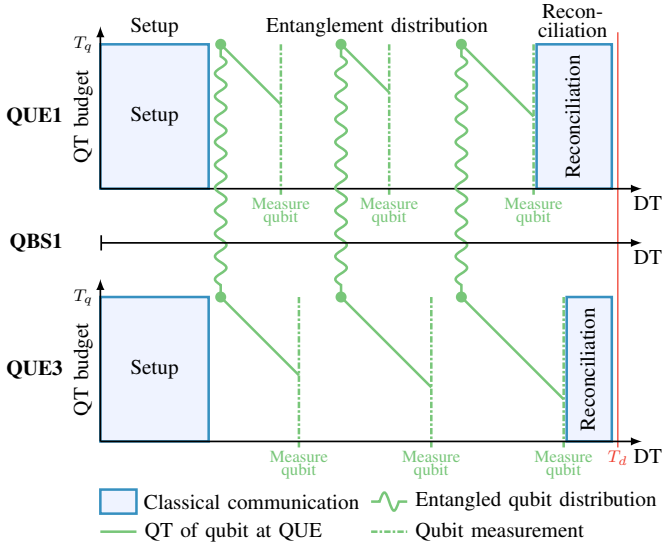 Setup
Entanglement distribution
Recon-
ciliation
T_q
QUE1
QT budget
Setup
Reconciliation
Measure
qubit
Measure
qubit
Measure
qubit
DT
QBS1
DT
T_q
QUE3
QT budget
Setup
Reconciliation
Measure
qubit
Measure
qubit
Measure
qubit
T_d
DT
Classical communication
Entangled qubit distribution
QT of qubit at QUE
Qubit measurement